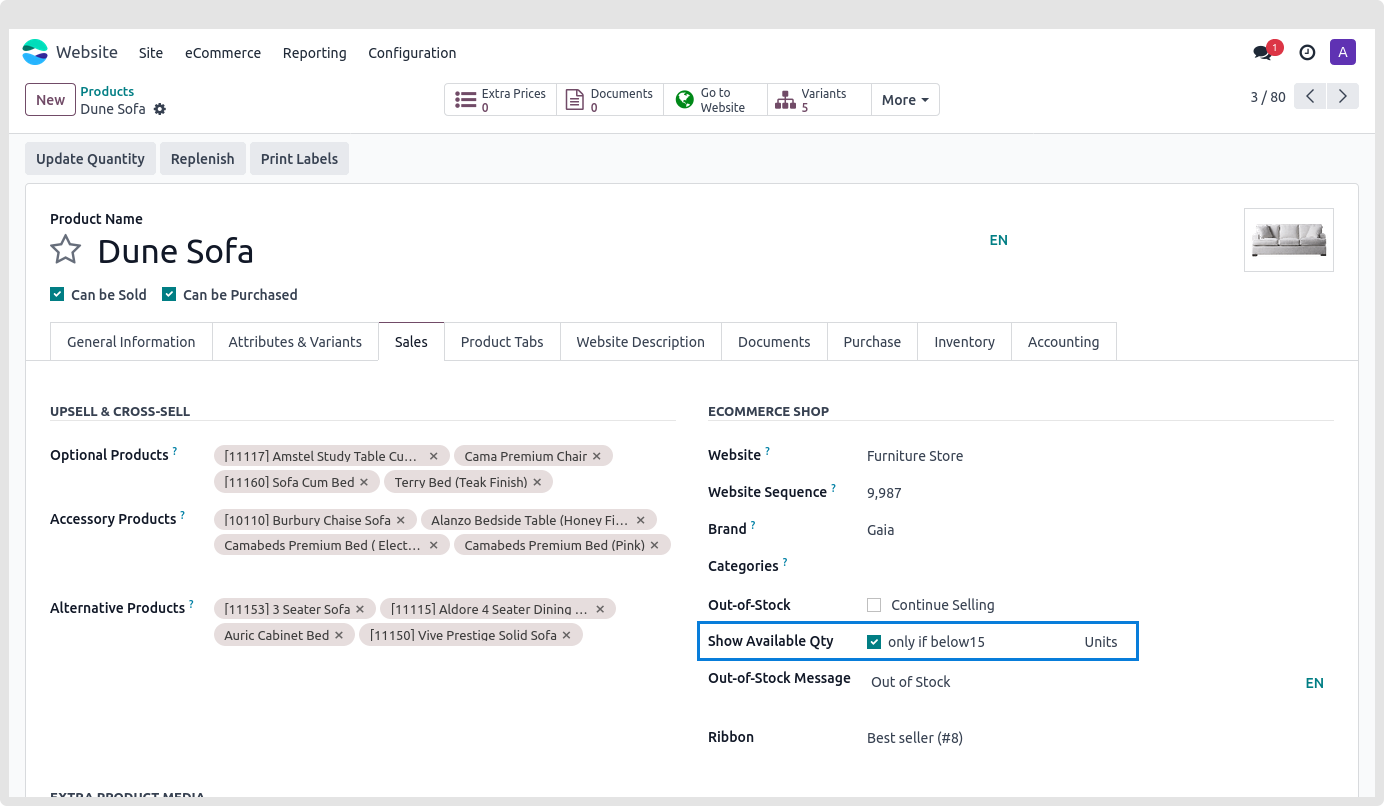 Website Site eCommerce Reporting Configuration 1 A
New Products
Dune Sofa
Extra Prices
0
Documents
0
Go to
Website
Variants
5
More
3 / 80
Update Quantity Replenish Print Labels
Product Name
Dune Sofa EN
Can be Sold Can be Purchased
General Information Attributes & Variants Sales Product Tabs Website Description Documents Purchase Inventory Accounting
UPSELL & CROSS-SELL
Optional Products ? [11117] Amstel Study Table Cu... × Cama Premium Chair ×
[11160] Sofa Cum Bed × Terry Bed (Teak Finish) ×
Accessory Products ? [10110] Burbury Chaise Sofa × Alanzo Bedside Table (Honey Fi... ×
Camabeds Premium Bed ( Elect... × Camabeds Premium Bed (Pink) ×
Alternative Products ? [11153] 3 Seater Sofa × [11115] Aldore 4 Seater Dining ... ×
Auric Cabinet Bed × [11150] Vive Prestige Solid Sofa ×
ECOMMERCE SHOP
Website ? Furniture Store
Website Sequence ? 9,987
Brand ? Gaia
Categories ?
Out-of-Stock Continue Selling
Show Available Qty only if below15 Units
Out-of-Stock Message Out of Stock EN
Ribbon Best seller (#8)
EXTRA PRODUCT MEDIA